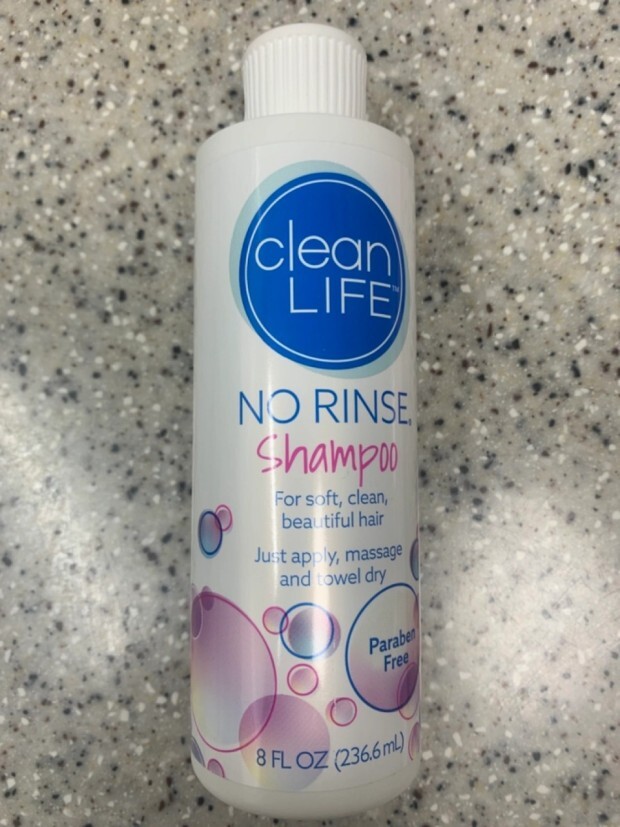 clean
LIFE™
NO RINSE®
Shampoo
For soft, clean,
beautiful hair
Just apply, massage
and towel dry
Paraben
Free
8 FL OZ (236.6 mL)